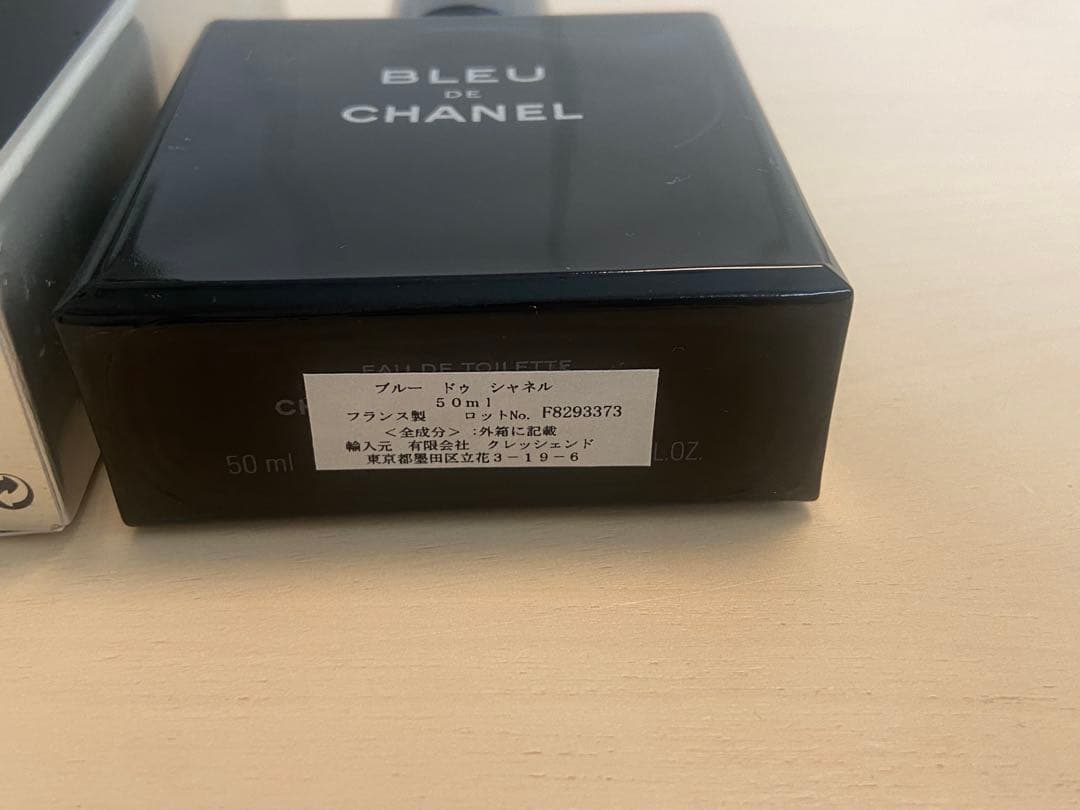 BLEU
DE
CHANEL
EAU DE TOILETTE
ブルー ドゥ シャネル
50ml
フランス製 ロットNo. F8293373
CH
<全成分> :外箱に記載
輸入元 有限会社 クレッシェンド
東京都墨田区立花3-19-6
50 ml
L.OZ.